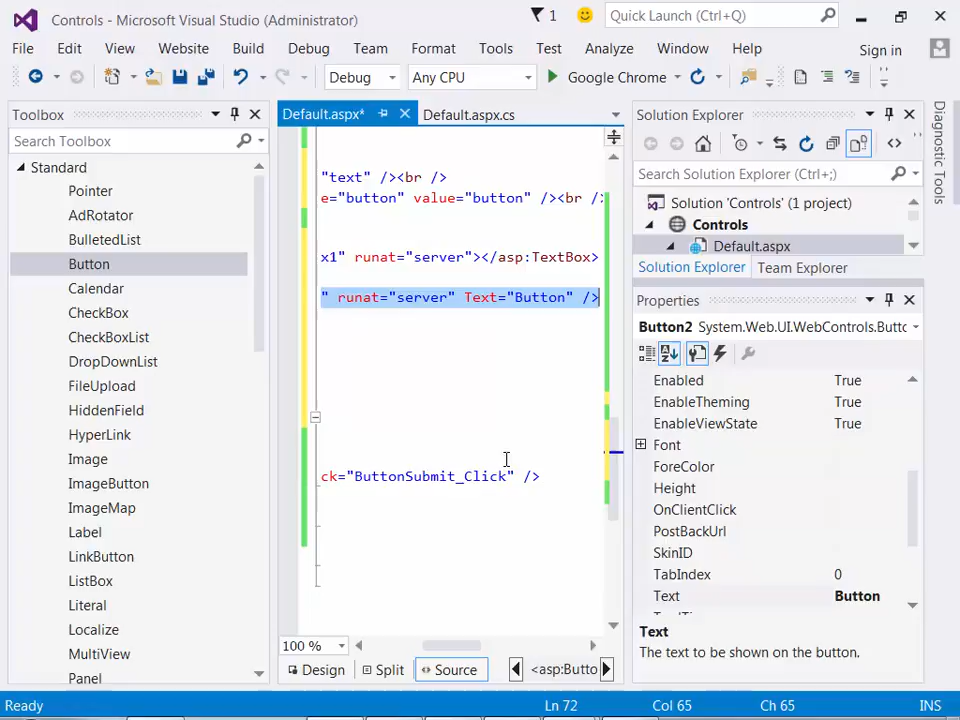 Controls - Microsoft Visual Studio (Administrator)
1
Quick Launch (Ctrl+Q)
File Edit View Website Build Debug Team Format Tools Test Analyze Window Help Sign in
Debug Any CPU Google Chrome
Toolbox
Search Toolbox
Standard
Pointer
AdRotator
BulletedList
Button
Calendar
CheckBox
CheckBoxList
DropDownList
FileUpload
HiddenField
HyperLink
Image
ImageButton
ImageMap
Label
LinkButton
ListBox
Literal
Localize
MultiView
Panel
Default.aspx* Default.aspx.cs
"text" /><br />
e="button" value="button" /><br />
x1" runat="server"></asp:TextBox>
" runat="server" Text="Button" />
ck="ButtonSubmit_Click" />
100 %
Design Split Source <asp:Butto
Solution Explorer
Search Solution Explorer (Ctrl+;)
Solution 'Controls' (1 project)
Controls
Default.aspx
Solution Explorer Team Explorer
Properties
Button2 System.Web.UI.WebControls.Buttc
Enabled True
EnableTheming True
EnableViewState True
Font
ForeColor
Height
OnClientClick
PostBackUrl
SkinID
TabIndex 0
Text Button
Text
The text to be shown on the button.
Diagnostic Tools
Ready Ln 72 Col 65 Ch 65 INS